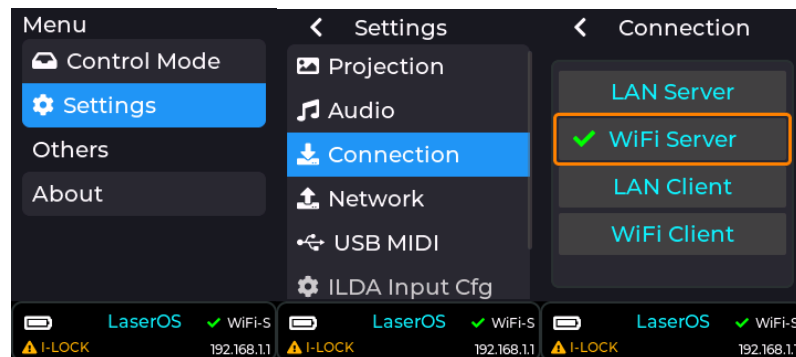 Menu
Control Mode
Settings
Others
About
LaserOS
WiFi-S
I-LOCK
192.168.1.1
Settings
Projection
Audio
Connection
Network
USB MIDI
ILDA Input Cfg
LaserOS
WiFi-S
I-LOCK
192.168.1.1
Connection
LAN Server
WiFi Server
LAN Client
WiFi Client
LaserOS
WiFi-S
I-LOCK
192.168.1.1